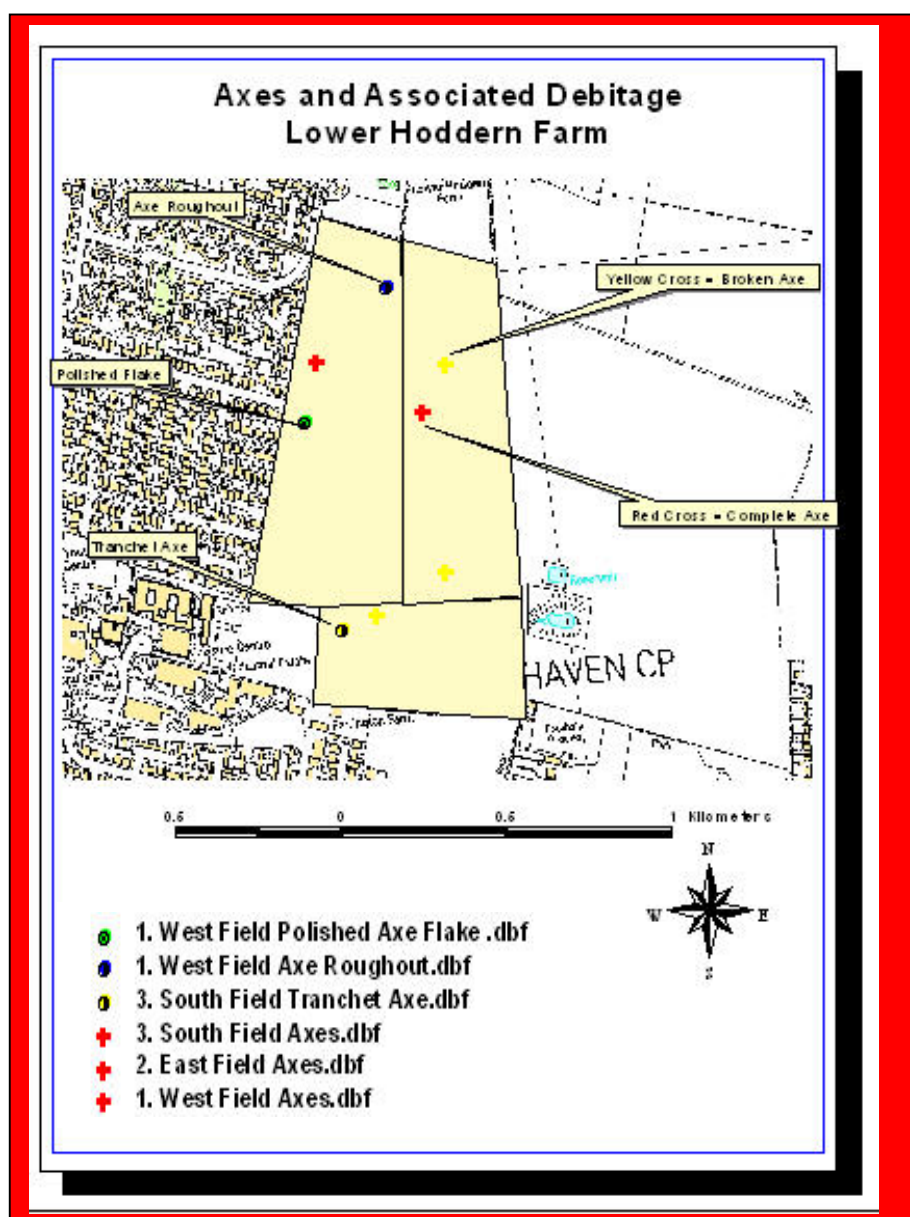 Axes and Associated Debitage
Lower Hoddern Farm
Axe Roughout
Yellow Cross = Broken Axe
Polished Flake
Red Cross = Complete Axe
Tranchet Axe
Reservoir
HAVEN CP
0.5 0 0.5 1 Kilometers
N
W E
S
1. West Field Polished Axe Flake .dbf
1. West Field Axe Roughout.dbf
3. South Field Tranchet Axe.dbf
3. South Field Axes.dbf
2. East Field Axes.dbf
1. West Field Axes.dbf